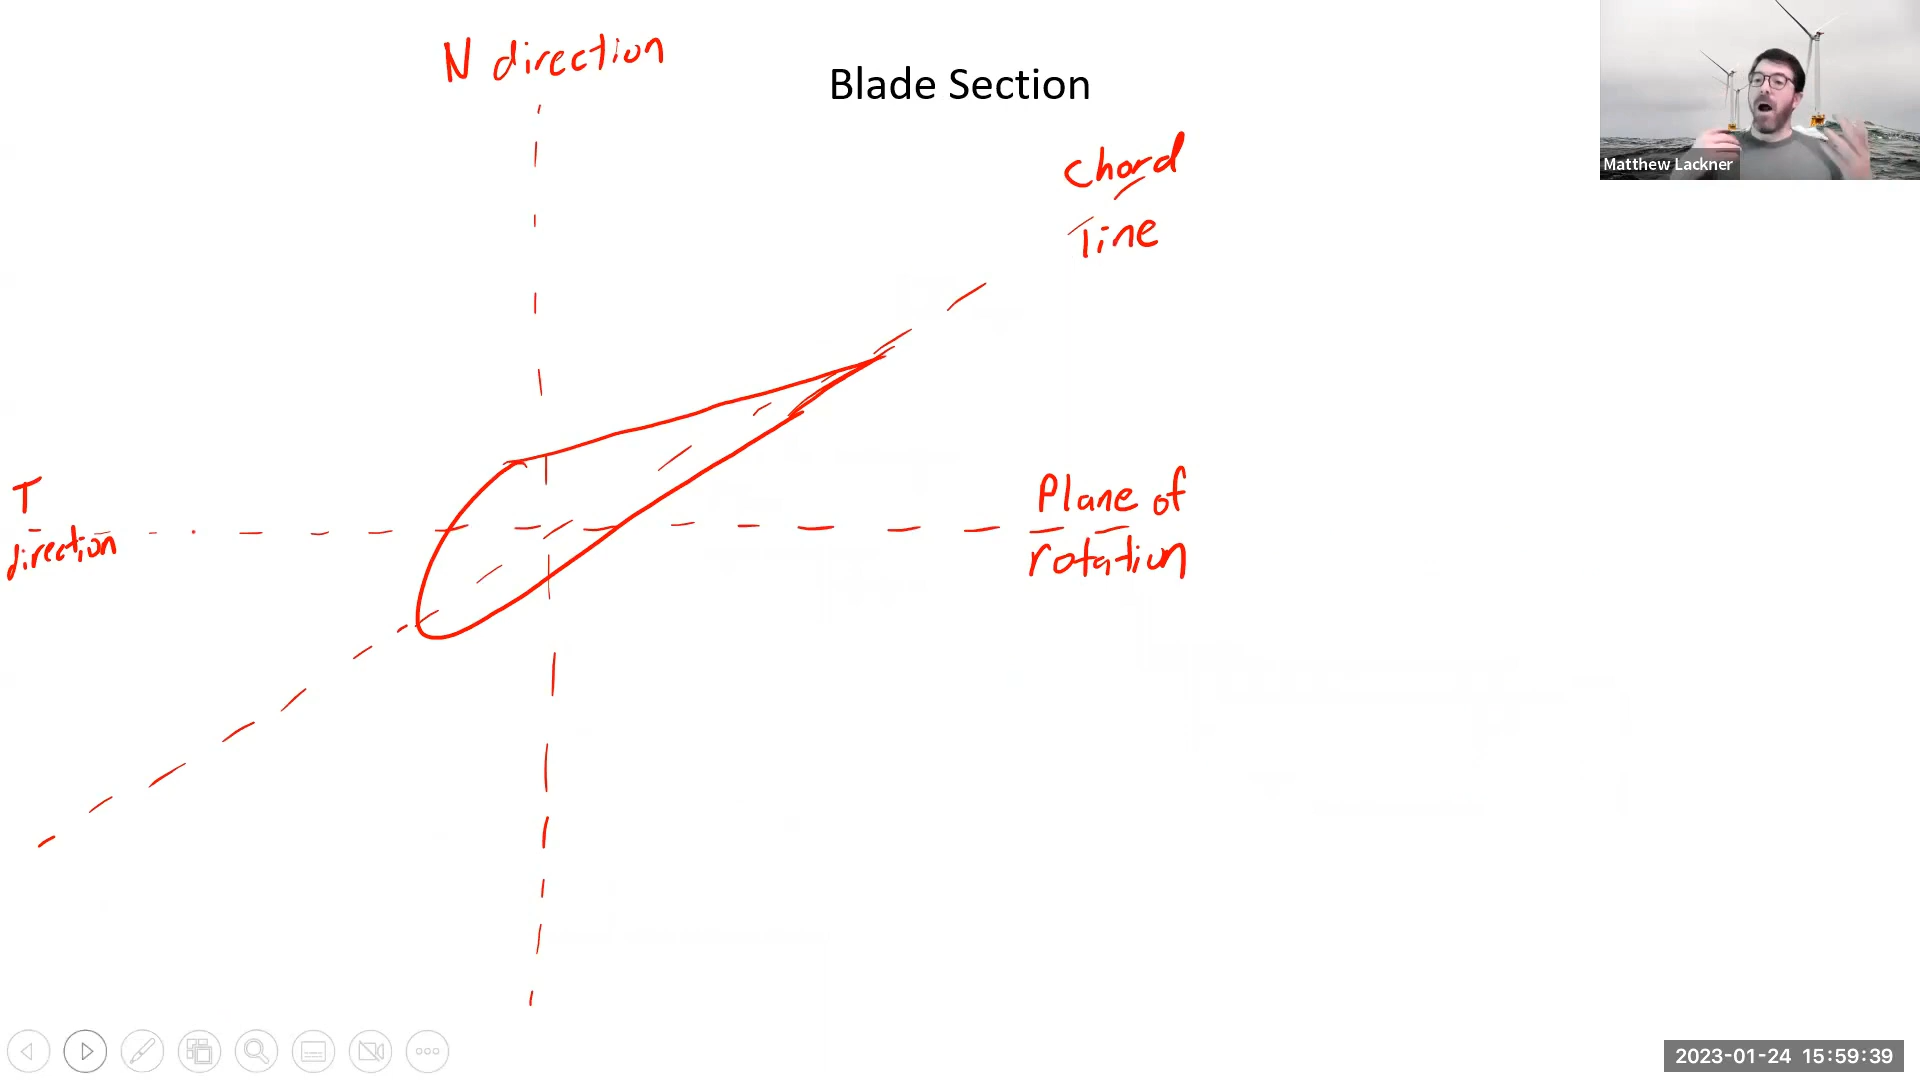 N direction
Blade Section
Chord
line
T
direction
Plane of
rotation
Matthew Lackner
2023-01-24 15:59:39